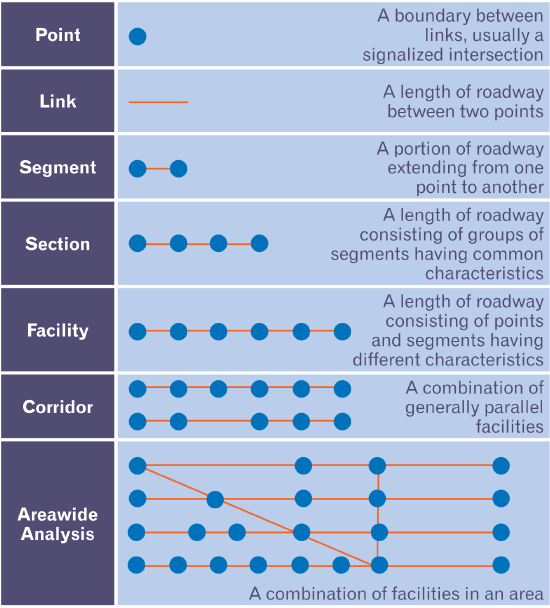 Point
A boundary between
links, usually a
signalized intersection
Link
A length of roadway
between two points
Segment
A portion of roadway
extending from one
point to another
Section
A length of roadway
consisting of groups of
segments having common
characteristics
Facility
A length of roadway
consisting of points
and segments having
different characteristics
Corridor
A combination of
generally parallel
facilities
Areawide
Analysis
A combination of facilities in an area